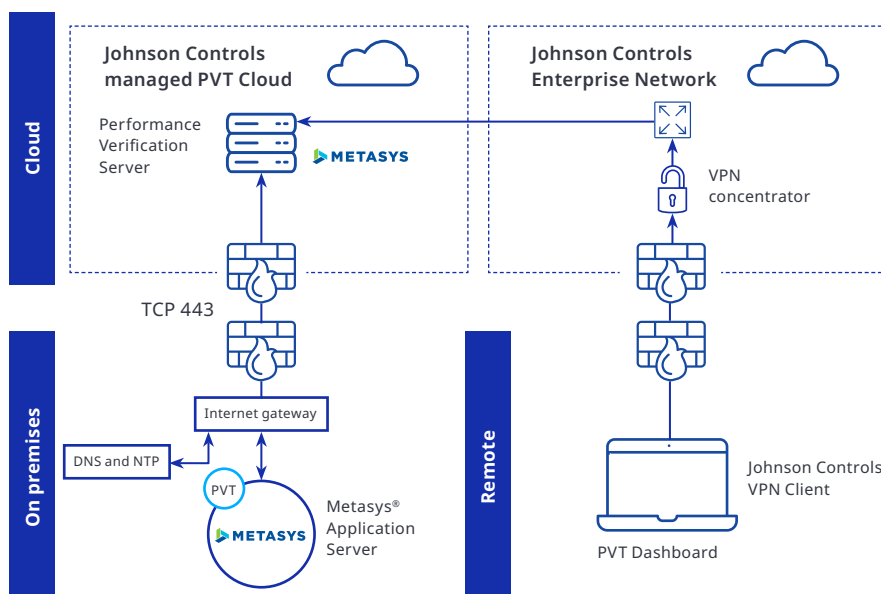 Cloud
Johnson Controls
managed PVT Cloud
Performance
Verification
Server
METASYS
Johnson Controls
Enterprise Network
VPN
concentrator
TCP 443
On premises
Internet gateway
DNS and NTP
PVT
METASYS
Metasys®
Application
Server
Remote
Johnson Controls
VPN Client
PVT Dashboard